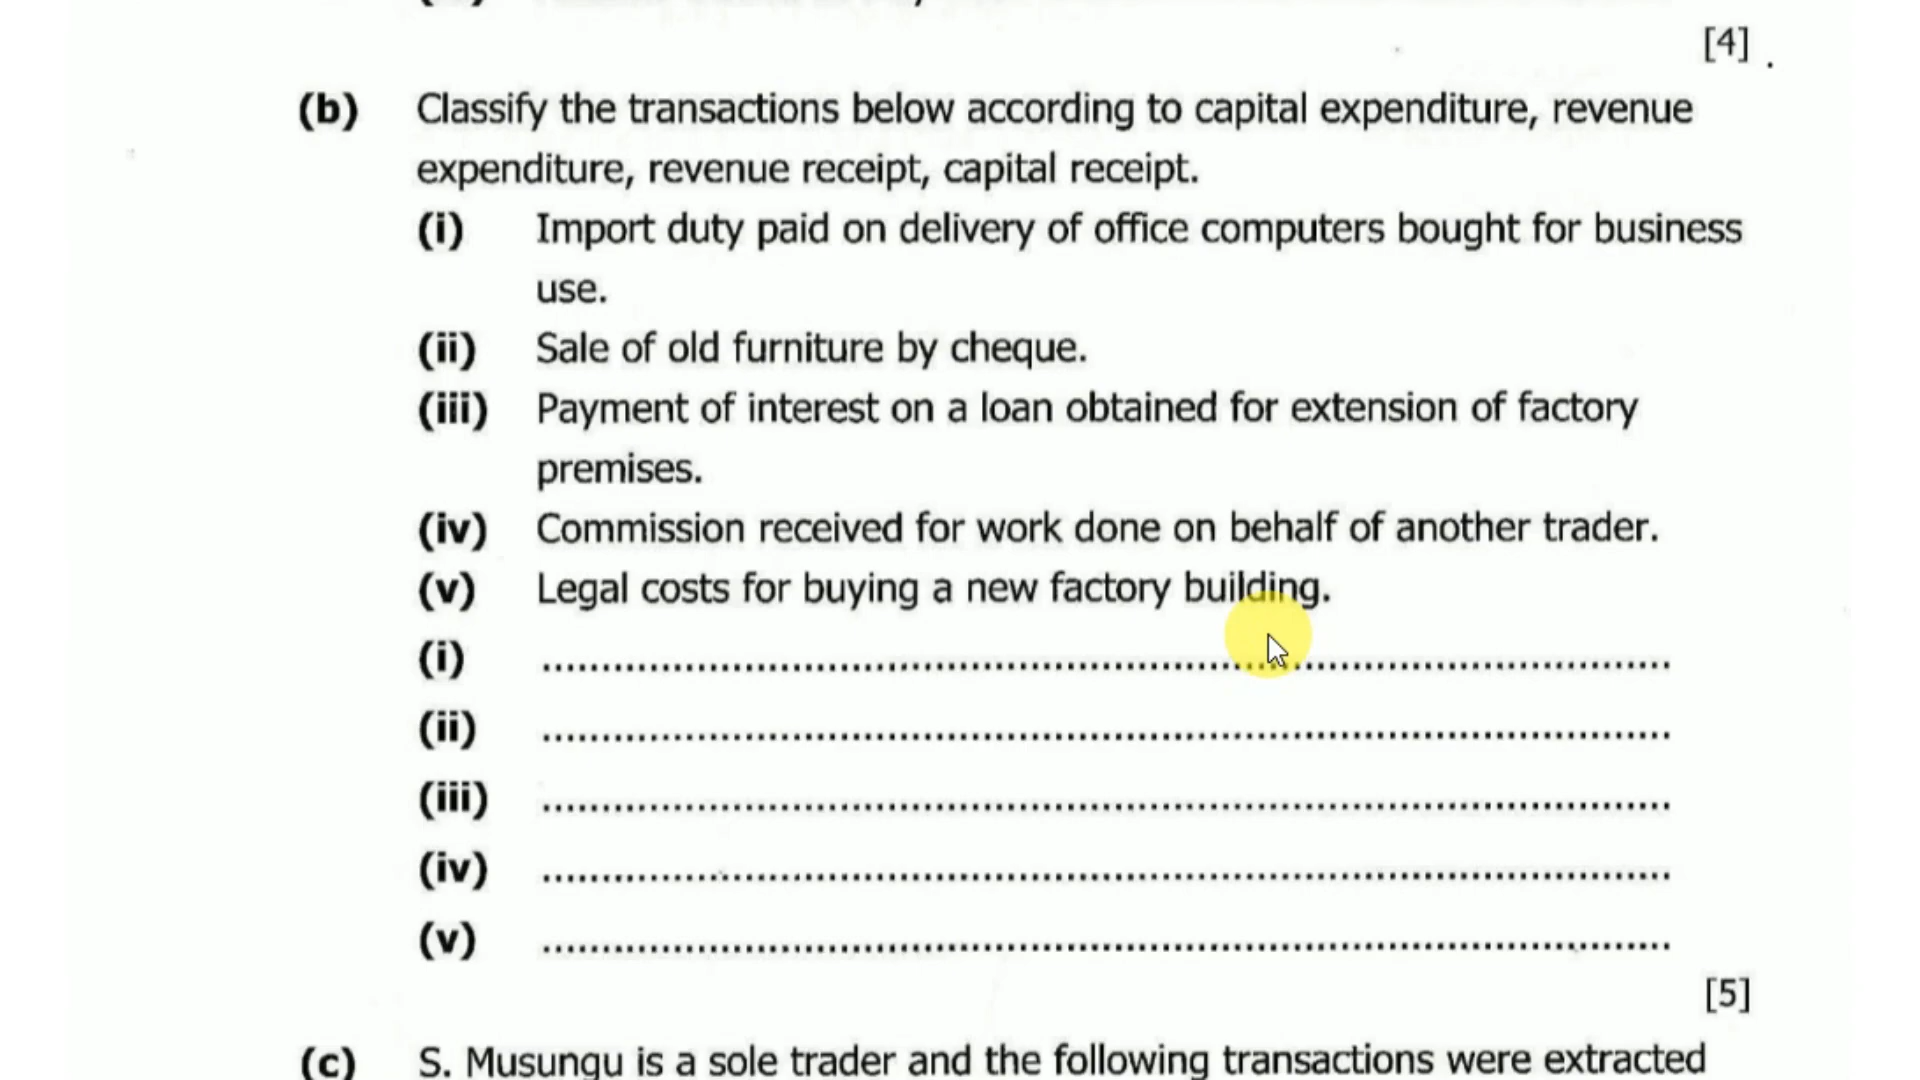 [4] .
(b) Classify the transactions below according to capital expenditure, revenue
expenditure, revenue receipt, capital receipt.
(i) Import duty paid on delivery of office computers bought for business
use.
(ii) Sale of old furniture by cheque.
(iii) Payment of interest on a loan obtained for extension of factory
premises.
(iv) Commission received for work done on behalf of another trader.
(v) Legal costs for buying a new factory building.
(i) ....................................................................................
(ii) ....................................................................................
(iii) ....................................................................................
(iv) ....................................................................................
(v) ....................................................................................
[5]
(c) S. Musungu is a sole trader and the following transactions were extracted